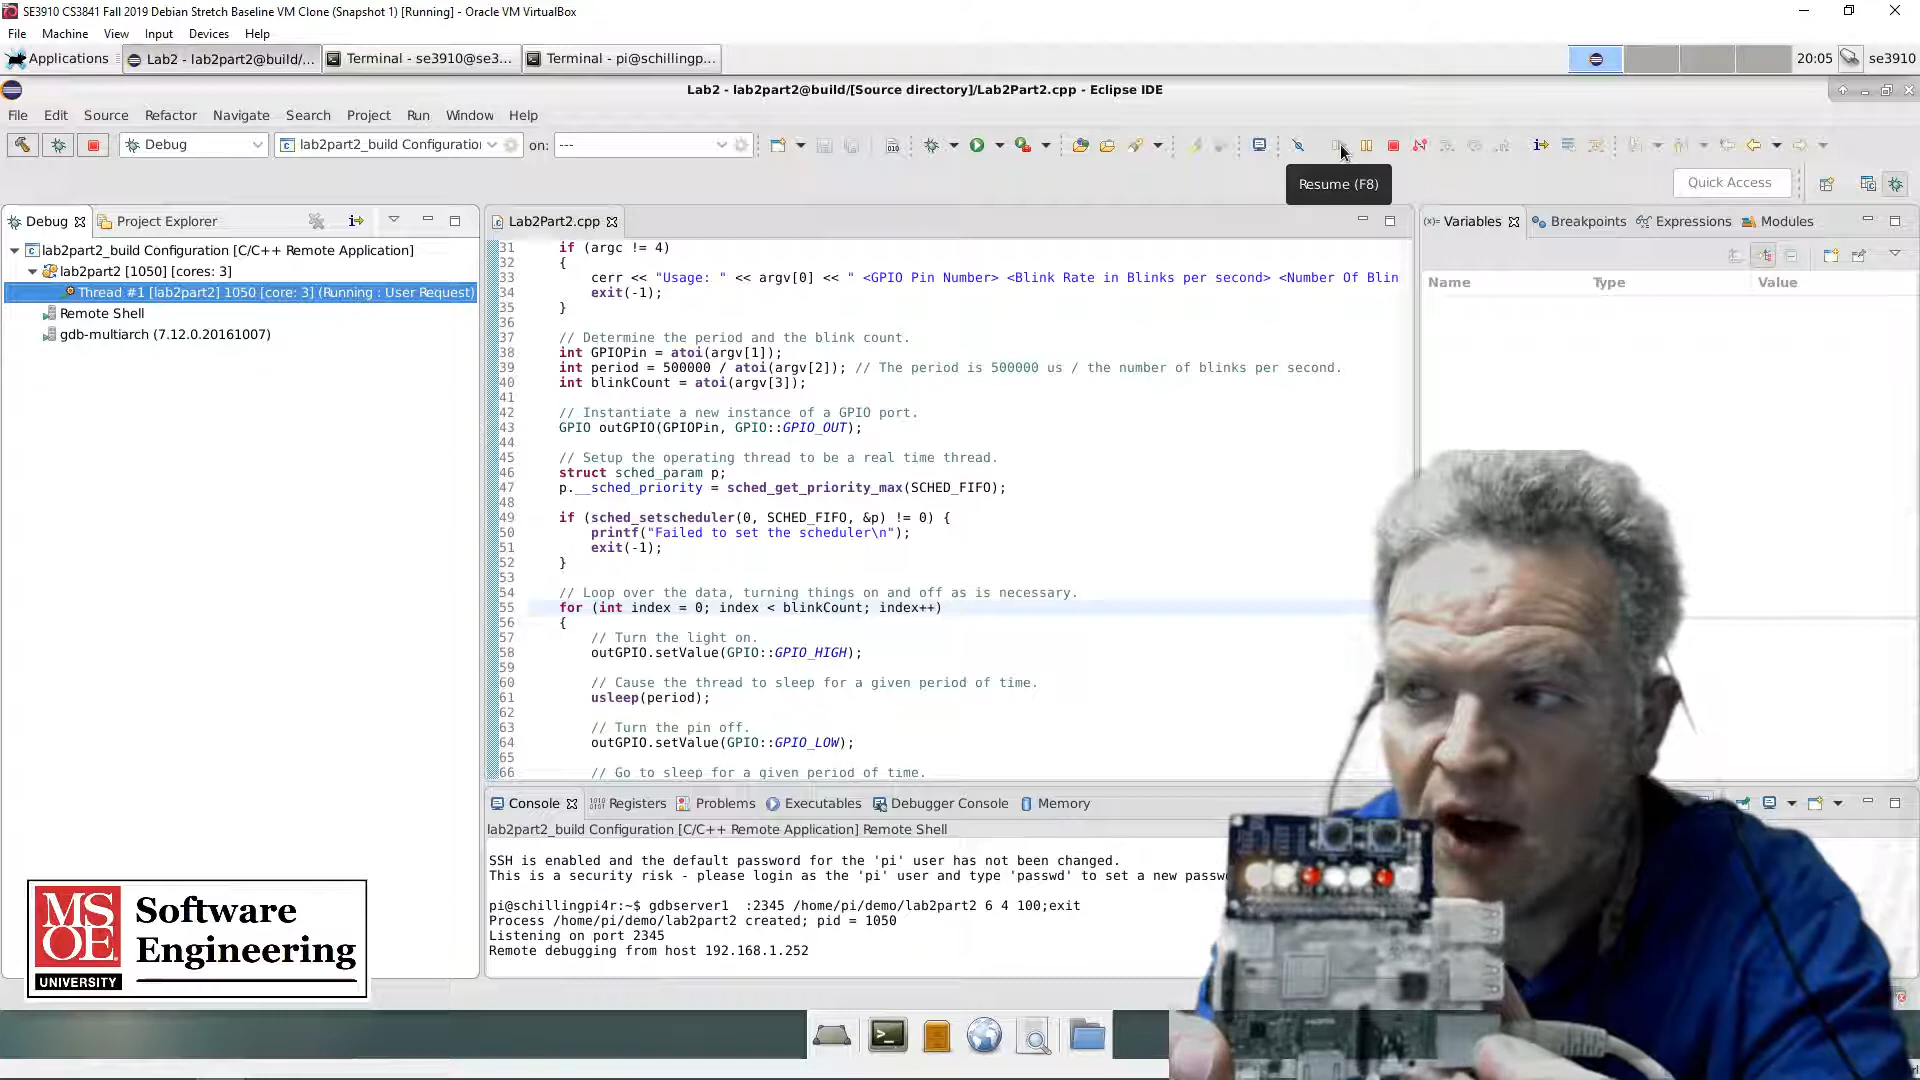 SE3910 CS3841 Fall 2019 Debian Stretch Baseline VM Clone (Snapshot 1) [Running] - Oracle VM VirtualBox
File Machine View Input Devices Help
Applications Lab2 - lab2part2@build/... Terminal - se3910@se3... Terminal - pi@schillingp... 20:05 se3910
Lab2 - lab2part2@build/[Source directory]/Lab2Part2.cpp - Eclipse IDE
File Edit Source Refactor Navigate Search Project Run Window Help
Debug lab2part2_build Configuration on: ---
Resume (F8)
Quick Access
Debug Project Explorer
lab2part2_build Configuration [C/C++ Remote Application]
lab2part2 [1050] [cores: 3]
Thread #1 [lab2part2] 1050 [core: 3] (Running : User Request)
Remote Shell
gdb-multiarch (7.12.0.20161007)
Lab2Part2.cpp
31 if (argc != 4)
32 {
33 cerr << "Usage: " << argv[0] << " <GPIO Pin Number> <Blink Rate in Blinks per second> <Number Of Blin
34 exit(-1);
35 }
36
37 // Determine the period and the blink count.
38 int GPIOPin = atoi(argv[1]);
39 int period = 500000 / atoi(argv[2]); // The period is 500000 us / the number of blinks per second.
40 int blinkCount = atoi(argv[3]);
41
42 // Instantiate a new instance of a GPIO port.
43 GPIO outGPIO(GPIOPin, GPIO::GPIO_OUT);
44
45 // Setup the operating thread to be a real time thread.
46 struct sched_param p;
47 p.__sched_priority = sched_get_priority_max(SCHED_FIFO);
48
49 if (sched_setscheduler(0, SCHED_FIFO, &p) != 0) {
50 printf("Failed to set the scheduler\n");
51 exit(-1);
52 }
53
54 // Loop over the data, turning things on and off as is necessary.
55 for (int index = 0; index < blinkCount; index++)
56 {
57 // Turn the light on.
58 outGPIO.setValue(GPIO::GPIO_HIGH);
59
60 // Cause the thread to sleep for a given period of time.
61 usleep(period);
62
63 // Turn the pin off.
64 outGPIO.setValue(GPIO::GPIO_LOW);
65
66 // Go to sleep for a given period of time.
Variables Breakpoints Expressions Modules
Name Type Value
Console Registers Problems Executables Debugger Console Memory
lab2part2_build Configuration [C/C++ Remote Application] Remote Shell
SSH is enabled and the default password for the 'pi' user has not been changed.
This is a security risk - please login as the 'pi' user and type 'passwd' to set a new passw
pi@schillingpi4r:~$ gdbserver1 :2345 /home/pi/demo/lab2part2 6 4 100;exit
Process /home/pi/demo/lab2part2 created; pid = 1050
Listening on port 2345
Remote debugging from host 192.168.1.252
MS
OE
UNIVERSITY
Software
Engineering